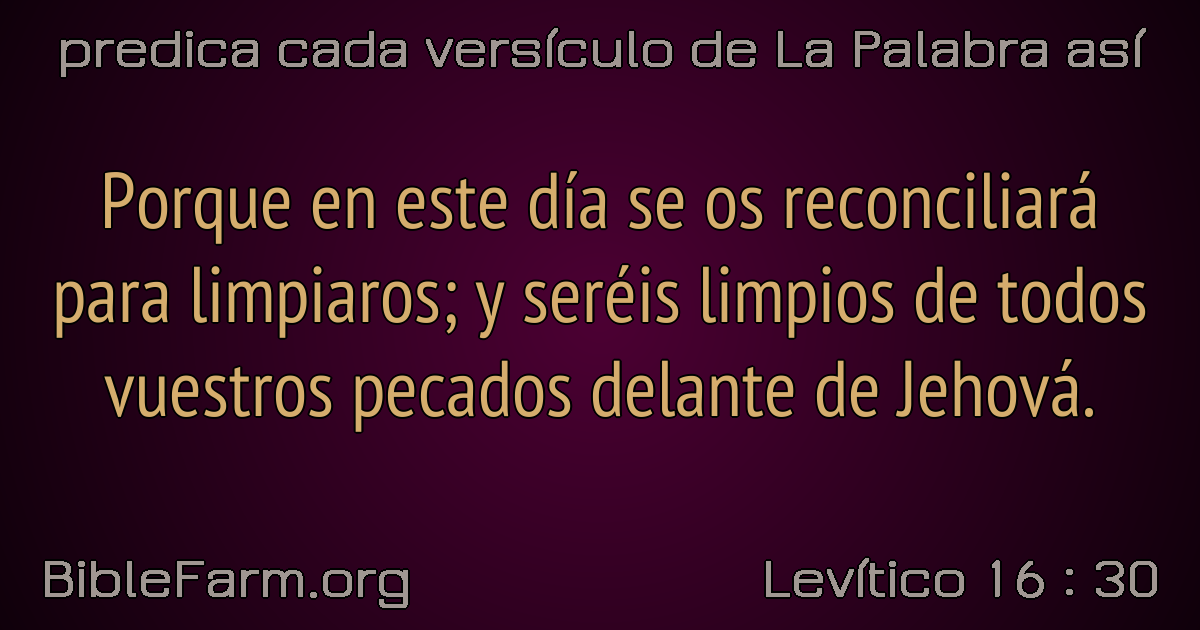 predica cada versículo de La Palabra así
Porque en este día se os reconciliará
para limpiaros; y seréis limpios de todos
vuestros pecados delante de Jehová.
BibleFarm.org
Levítico 16 : 30